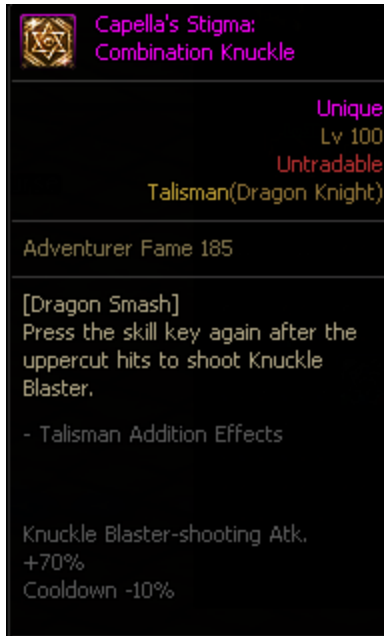 Capella's Stigma:
Combination Knuckle
Unique
Lv 100
Untradable
Talisman(Dragon Knight)
Adventurer Fame 185
[Dragon Smash]
Press the skill key again after the
uppercut hits to shoot Knuckle
Blaster.
- Talisman Addition Effects
Knuckle Blaster-shooting Atk.
+70%
Cooldown -10%